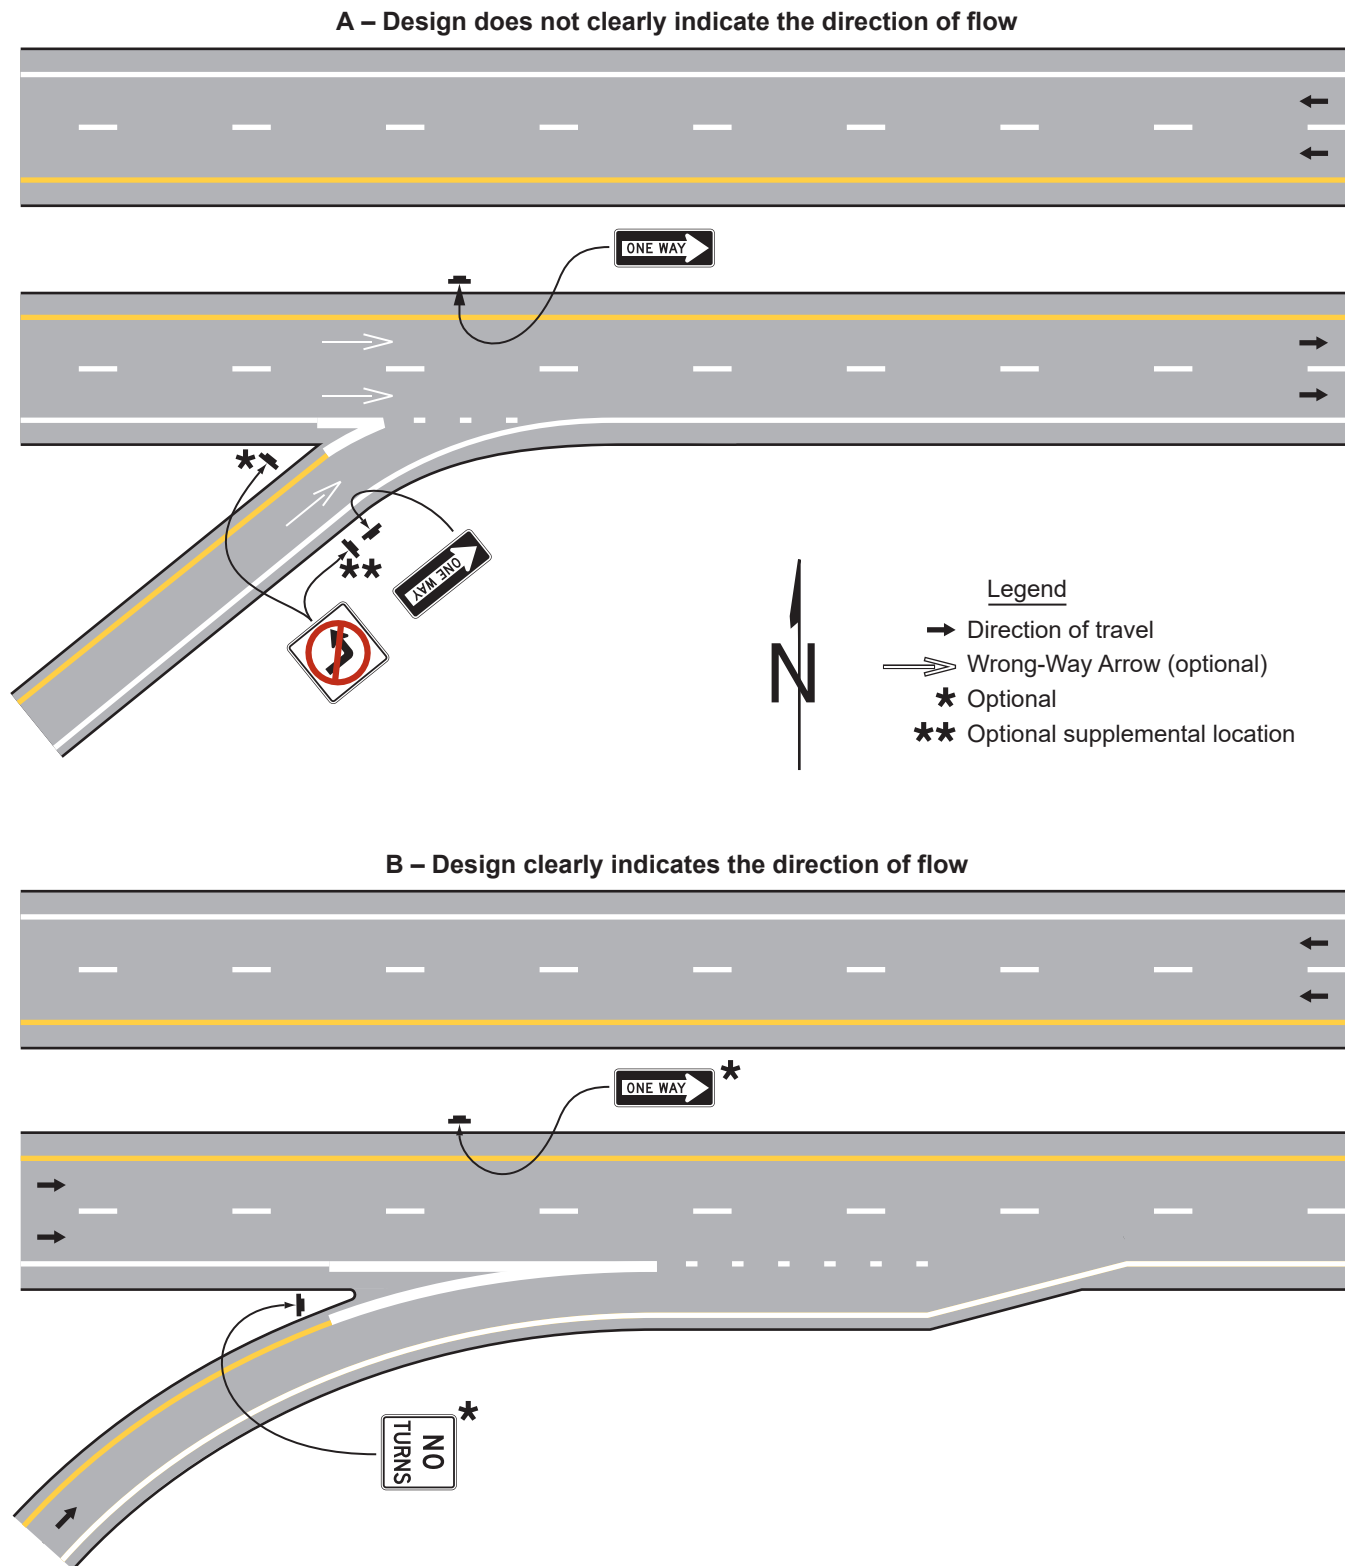 A – Design does not clearly indicate the direction of flow
ONE WAY
*
**
ONE WAY
N
Legend
Direction of travel
Wrong-Way Arrow (optional)
* Optional
** Optional supplemental location
B – Design clearly indicates the direction of flow
ONE WAY *
NO
TURNS
*